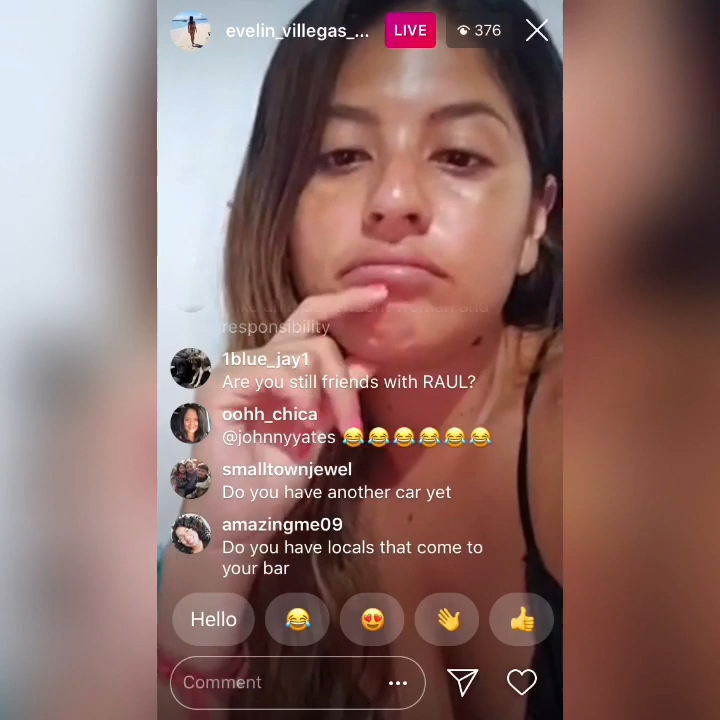 evelin_villegas_...
LIVE
376
responsibility
1blue_jay1
Are you still friends with RAUL?
oohh_chica
@johnnyyates 😂😂😂😂😂😂
smalltownjewel
Do you have another car yet
amazingme09
Do you have locals that come to
your bar
Hello 😂 😍 👋 👍
Comment